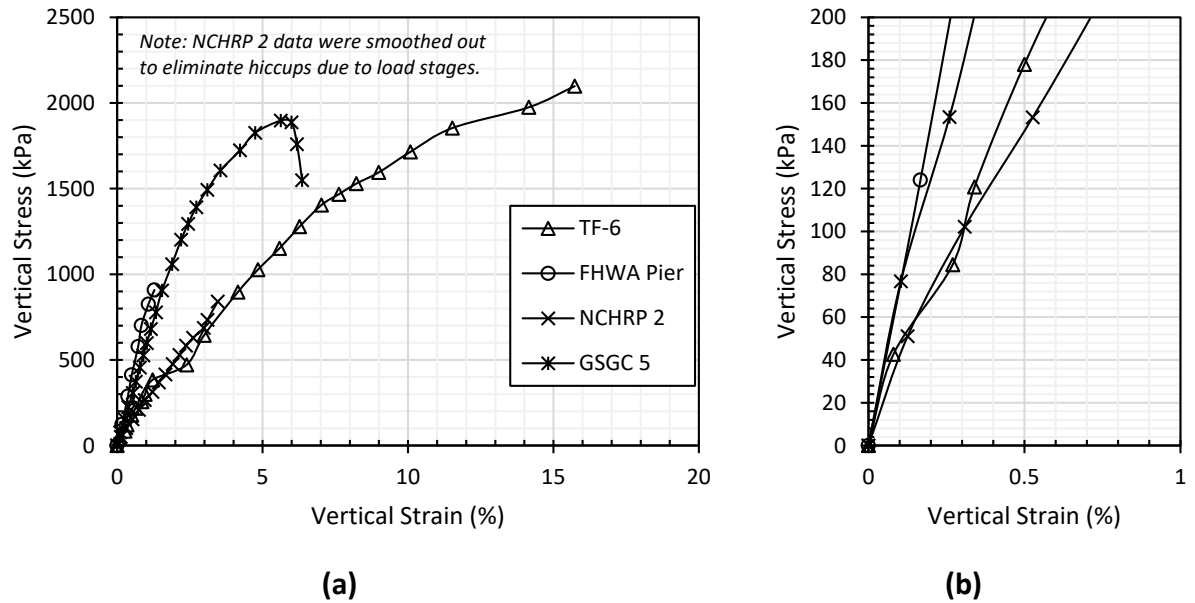 2500
2000
1500
1000
500
0
Vertical Stress (kPa)
Note: NCHRP 2 data were smoothed out
to eliminate hiccups due to load stages.
TF-6
FHWA Pier
NCHRP 2
GSGC 5
0 5 10 15 20
Vertical Strain (%)
(a)
200
180
160
140
120
100
80
60
40
20
0
Vertical Stress (kPa)
0 0.5 1
Vertical Strain (%)
(b)